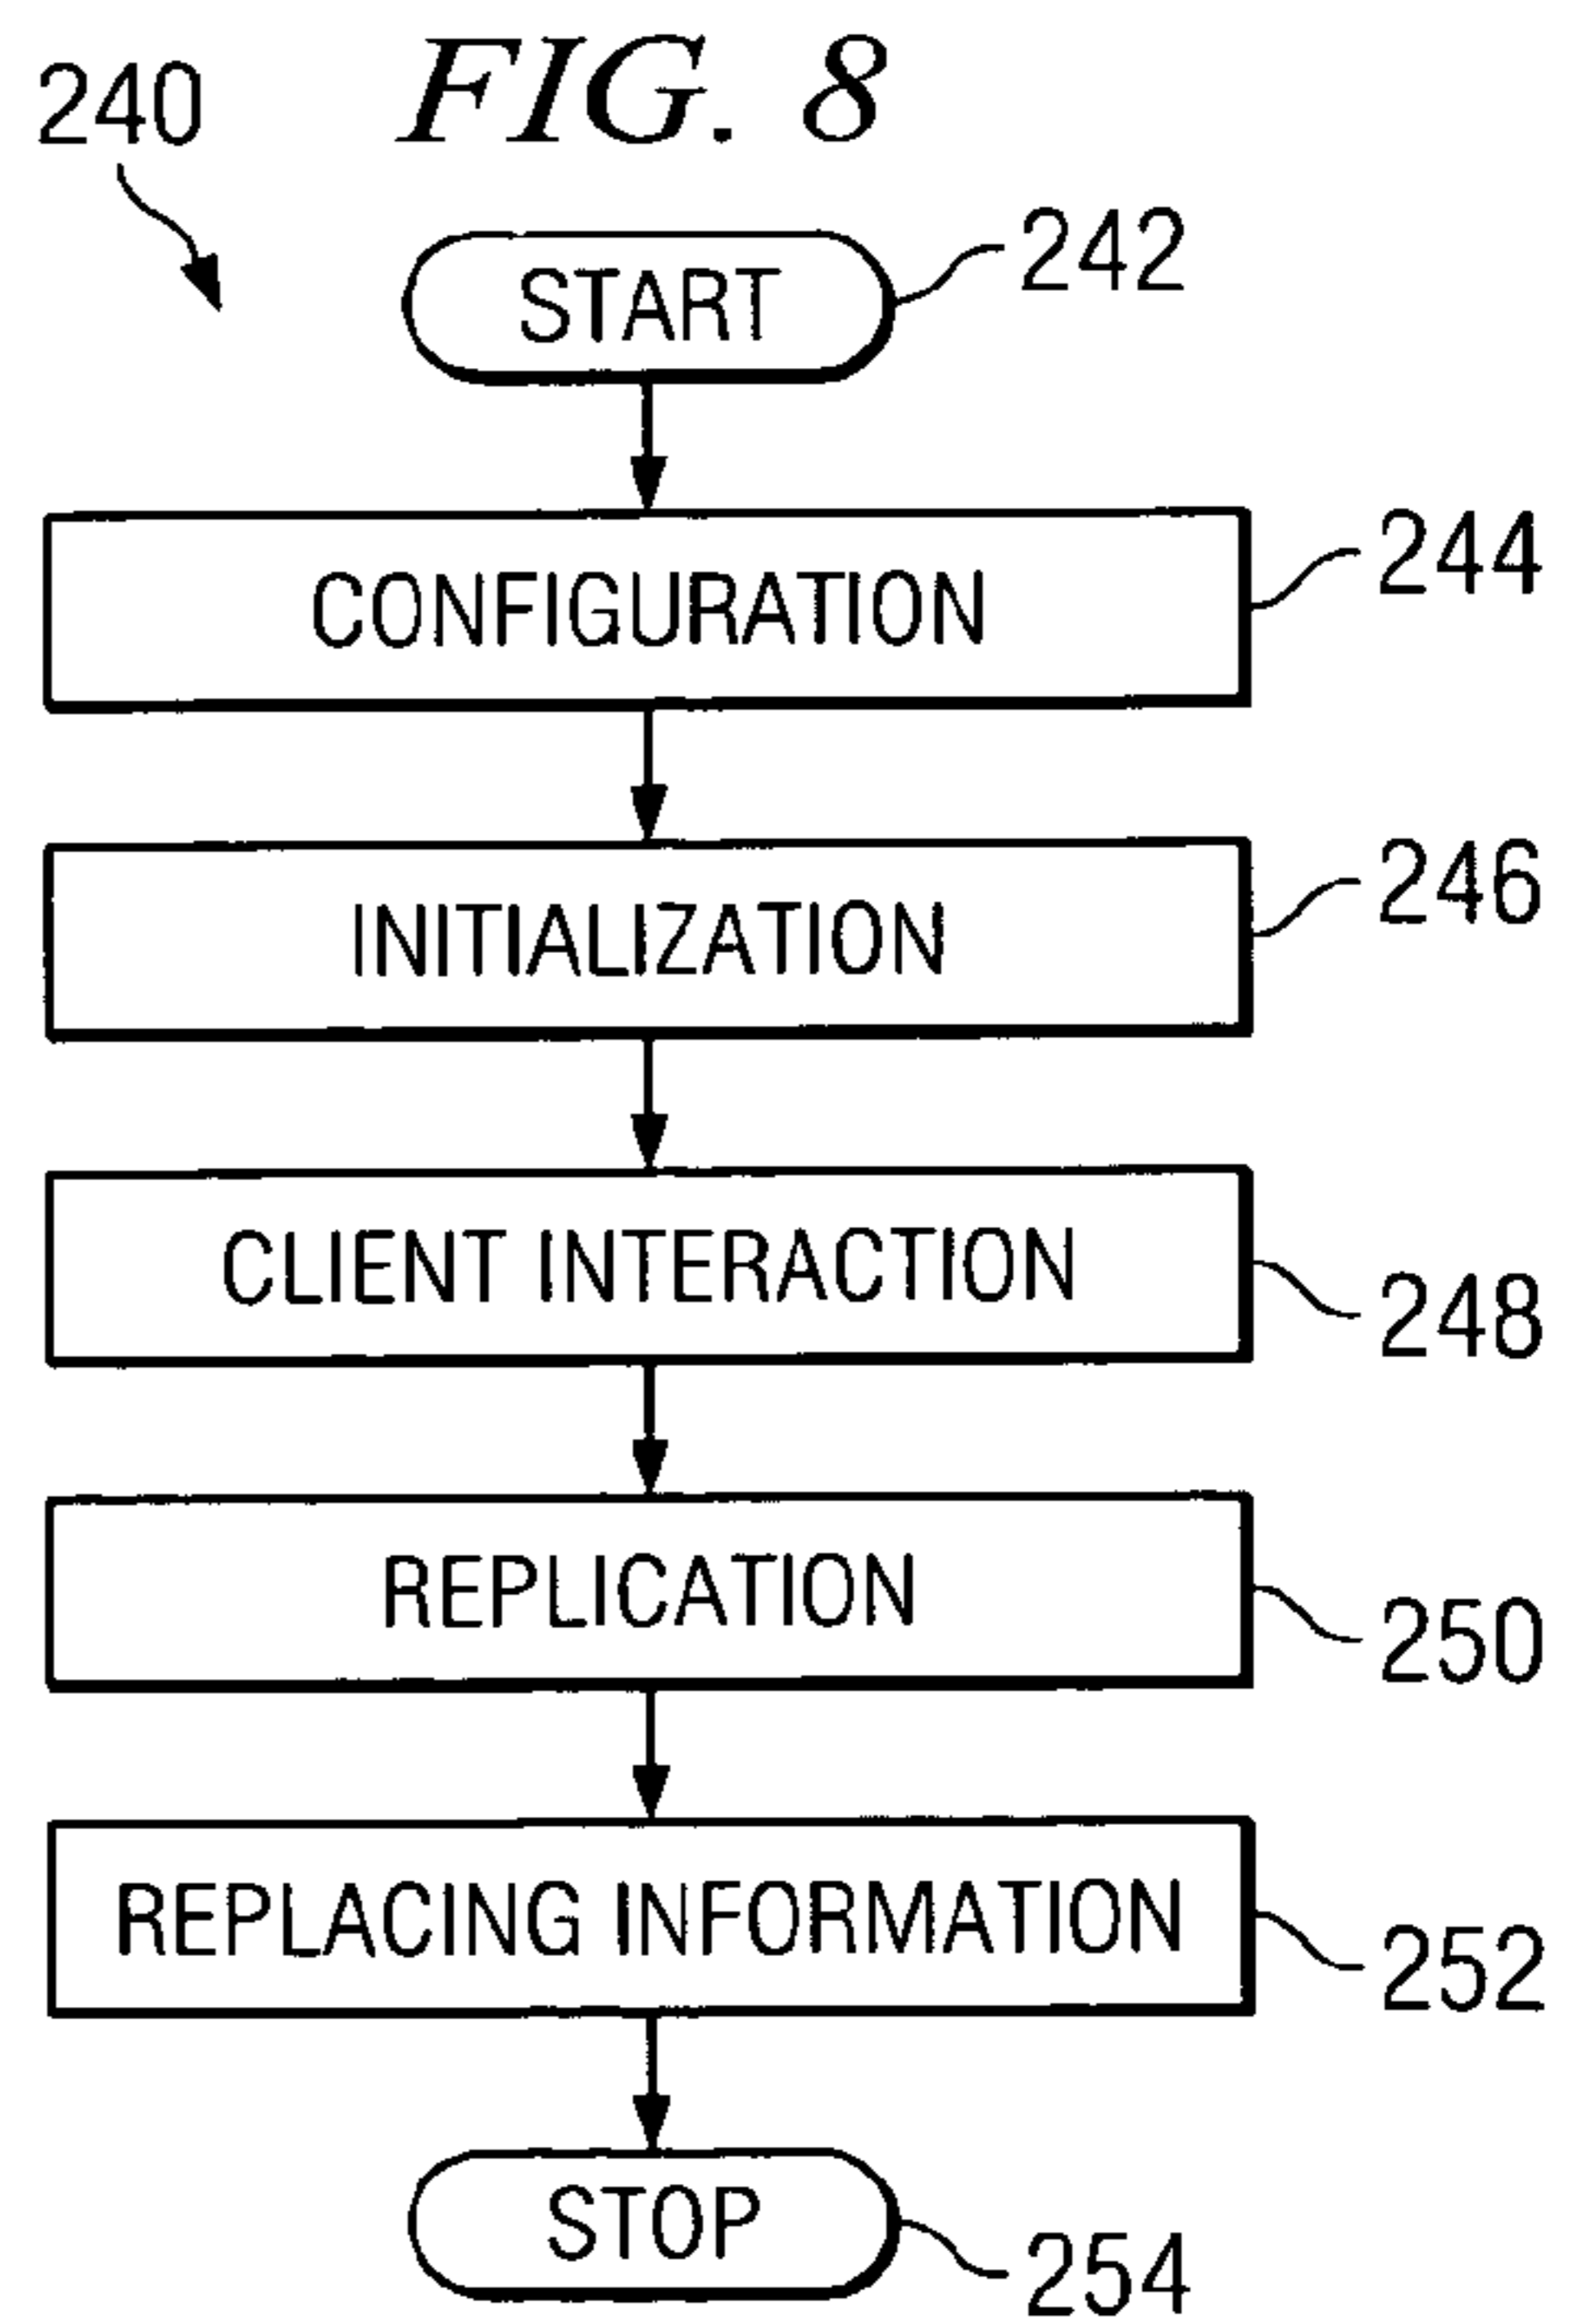 FIG. 8
240
START
242
CONFIGURATION
244
INITIALIZATION
246
CLIENT INTERACTION
248
REPLICATION
250
REPLACING INFORMATION
252
STOP
254